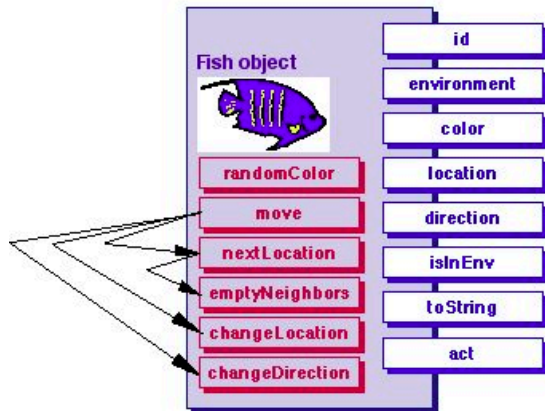 Fish object
randomColor
move
nextLocation
emptyNeighbors
changeLocation
changeDirection
id
environment
color
location
direction
isInEnv
toString
act